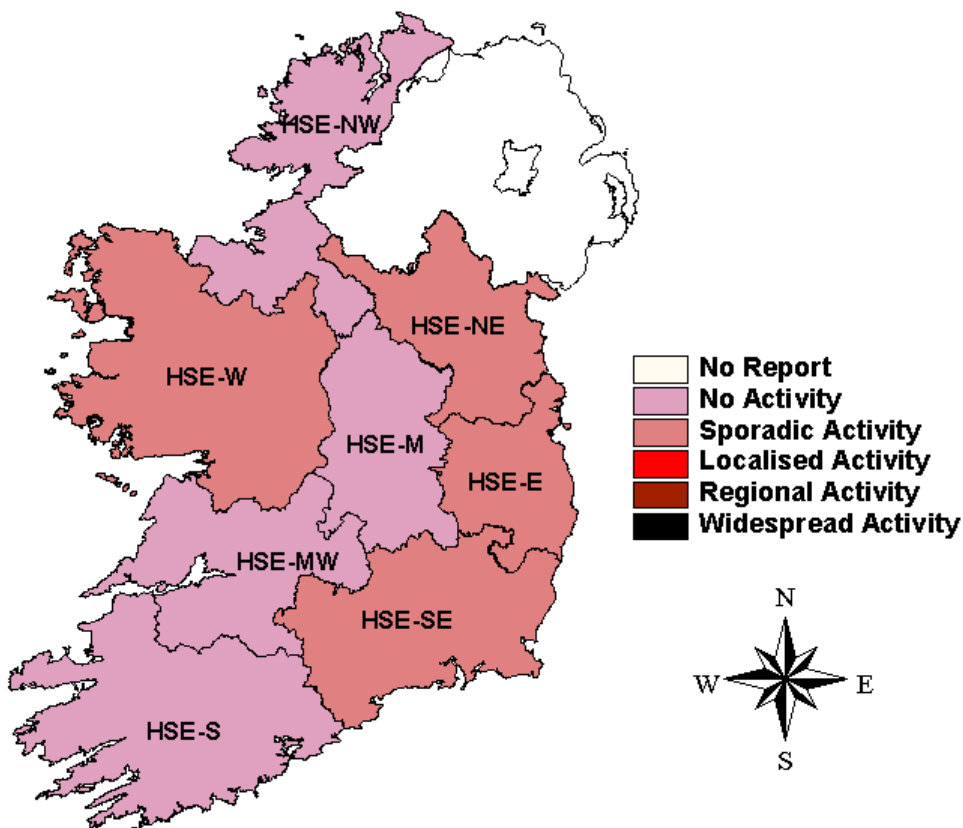 HSE-NW
HSE-NE
HSE-W
HSE-M
HSE-E
HSE-MW
HSE-SE
HSE-S
No Report
No Activity
Sporadic Activity
Localised Activity
Regional Activity
Widespread Activity
N
W
E
S